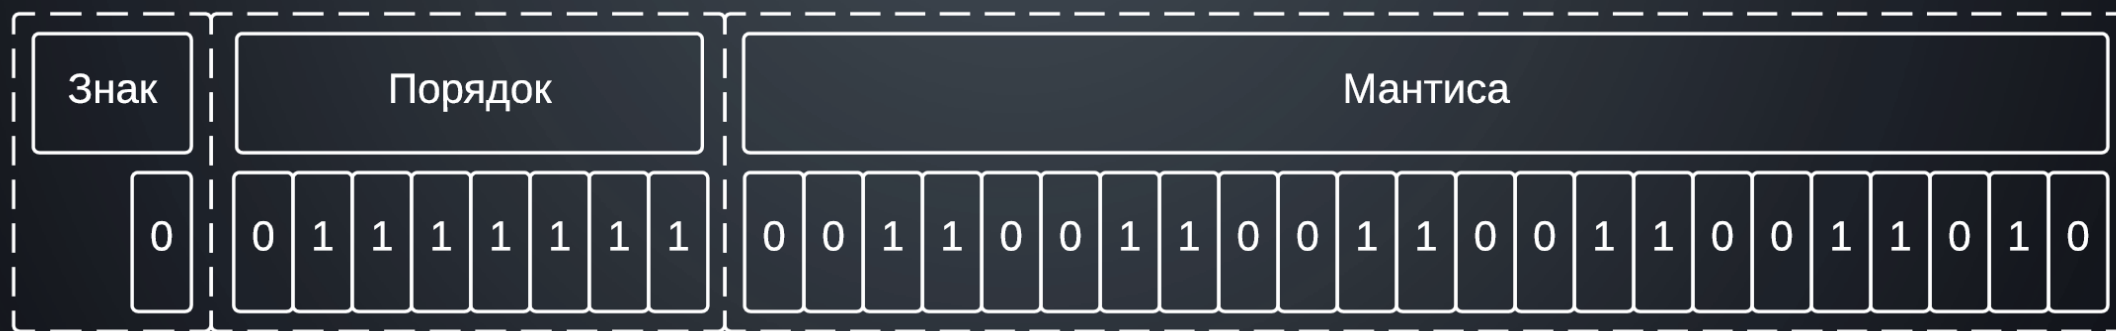 Знак Порядок Мантиса
0 0 1 1 1 1 1 1 1 0 0 1 1 0 0 1 1 0 0 1 1 0 0 1 1 0 0 1 1 0 1 0